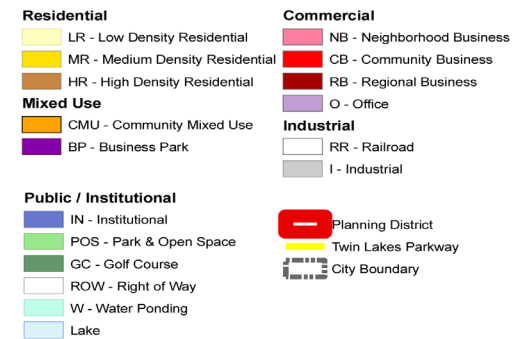 Residential
LR - Low Density Residential
MR - Medium Density Residential
HR - High Density Residential
Mixed Use
CMU - Community Mixed Use
BP - Business Park
Commercial
NB - Neighborhood Business
CB - Community Business
RB - Regional Business
O - Office
Industrial
RR - Railroad
I - Industrial
Public / Institutional
IN - Institutional
POS - Park & Open Space
GC - Golf Course
ROW - Right of Way
W - Water Ponding
Lake
Planning District
Twin Lakes Parkway
City Boundary